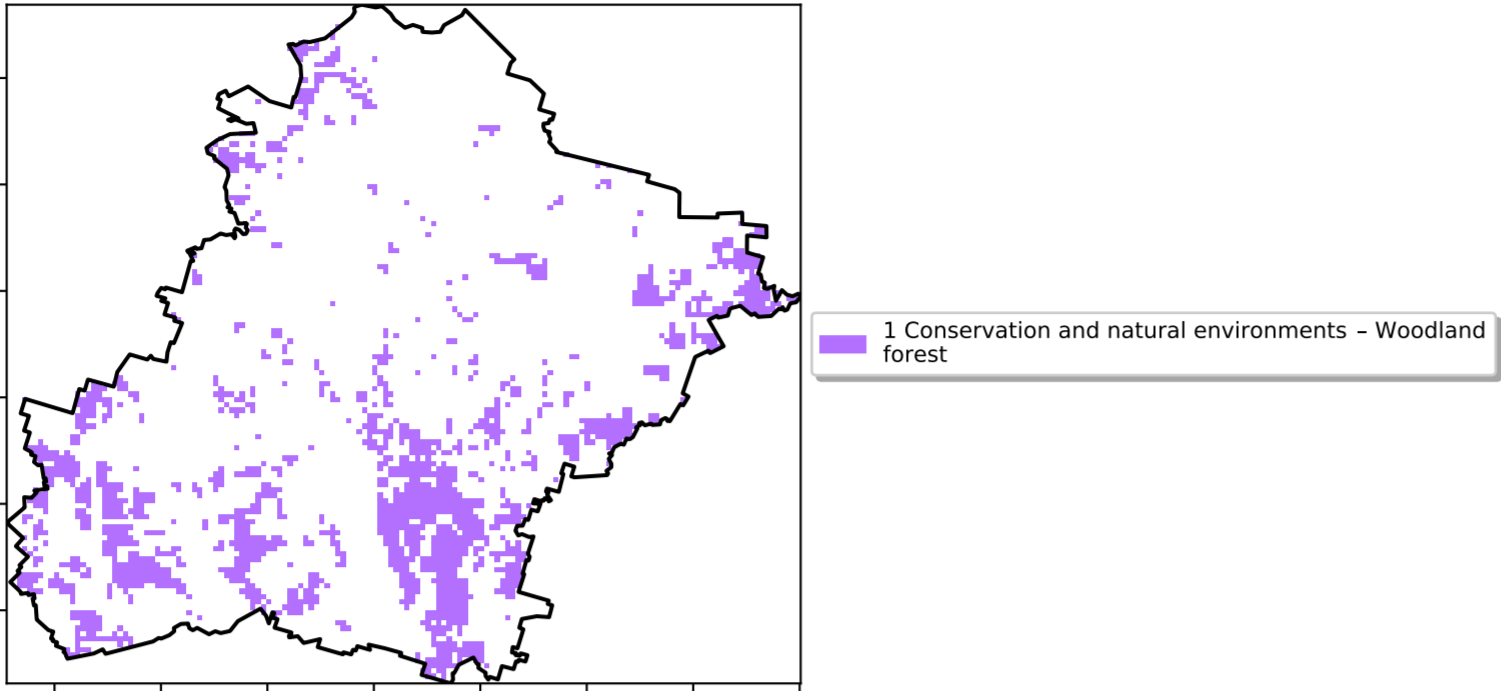 1 Conservation and natural environments – Woodland
forest